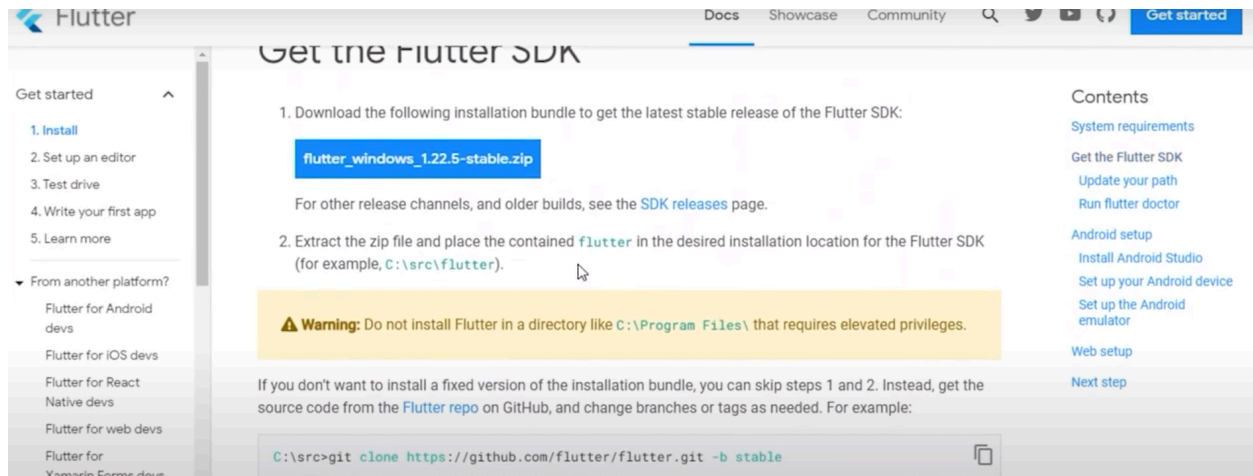 Flutter
Docs
Showcase
Community
Get started
Get started
1. Install
2. Set up an editor
3. Test drive
4. Write your first app
5. Learn more
From another platform?
Flutter for Android
devs
Flutter for iOS devs
Flutter for React
Native devs
Flutter for web devs
Flutter for
Xamarin Forms devs
Get the Flutter SDK
1. Download the following installation bundle to get the latest stable release of the Flutter SDK:
flutter_windows_1.22.5-stable.zip
For other release channels, and older builds, see the SDK releases page.
2. Extract the zip file and place the contained flutter in the desired installation location for the Flutter SDK
(for example, C:\src\flutter).
Warning: Do not install Flutter in a directory like C:\Program Files\ that requires elevated privileges.
If you don't want to install a fixed version of the installation bundle, you can skip steps 1 and 2. Instead, get the
source code from the Flutter repo on GitHub, and change branches or tags as needed. For example:
C:\src>git clone https://github.com/flutter/flutter.git -b stable
Contents
System requirements
Get the Flutter SDK
Update your path
Run flutter doctor
Android setup
Install Android Studio
Set up your Android device
Set up the Android
emulator
Web setup
Next step